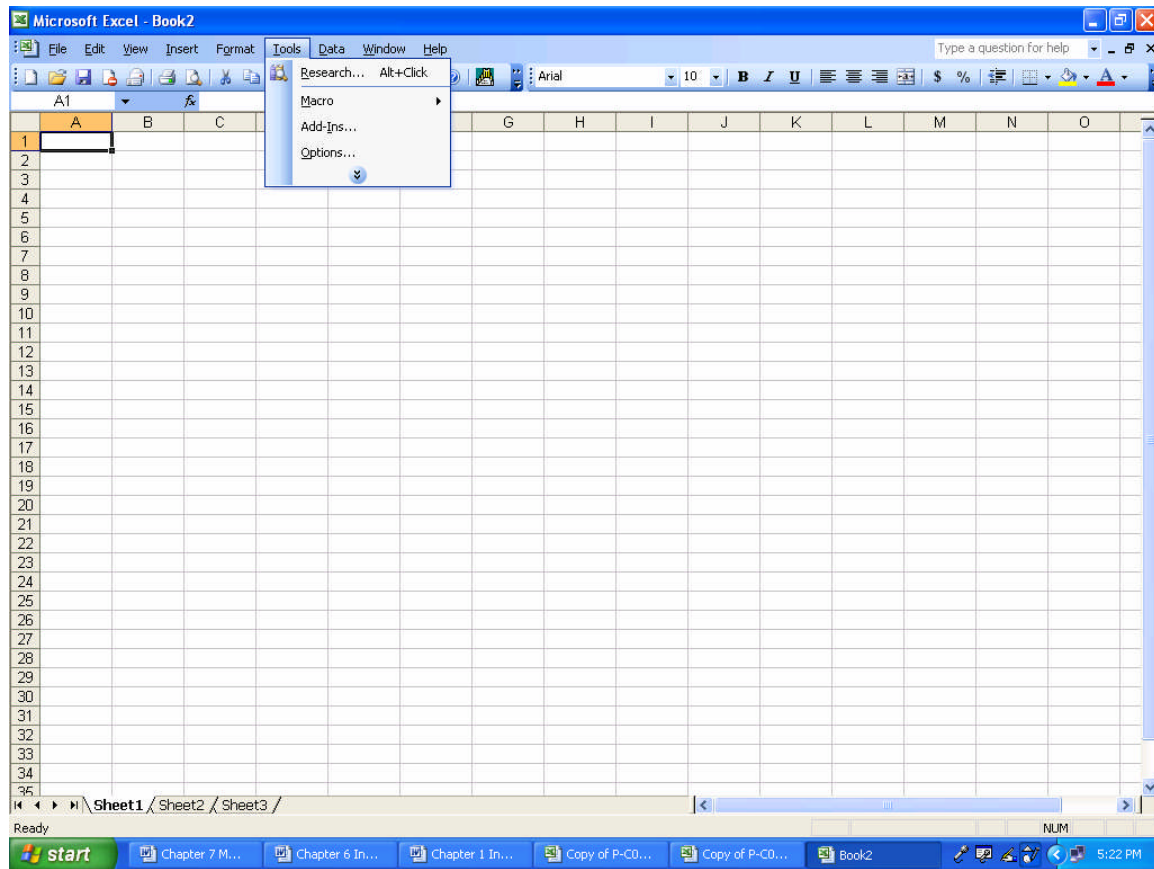 Microsoft Excel - Book2
File Edit View Insert Format Tools Data Window Help Type a question for help
Arial 10 B I U $ % A
Research... Alt+Click
Macro
Add-Ins...
Options...
A1 fx
A B C G H I J K L M N O
1
2
3
4
5
6
7
8
9
10
11
12
13
14
15
16
17
18
19
20
21
22
23
24
25
26
27
28
29
30
31
32
33
34
35
Sheet1 Sheet2 Sheet3
Ready NUM
start Chapter 7 M... Chapter 6 In... Chapter 1 In... Copy of P-C0... Copy of P-C0... Book2 5:22 PM